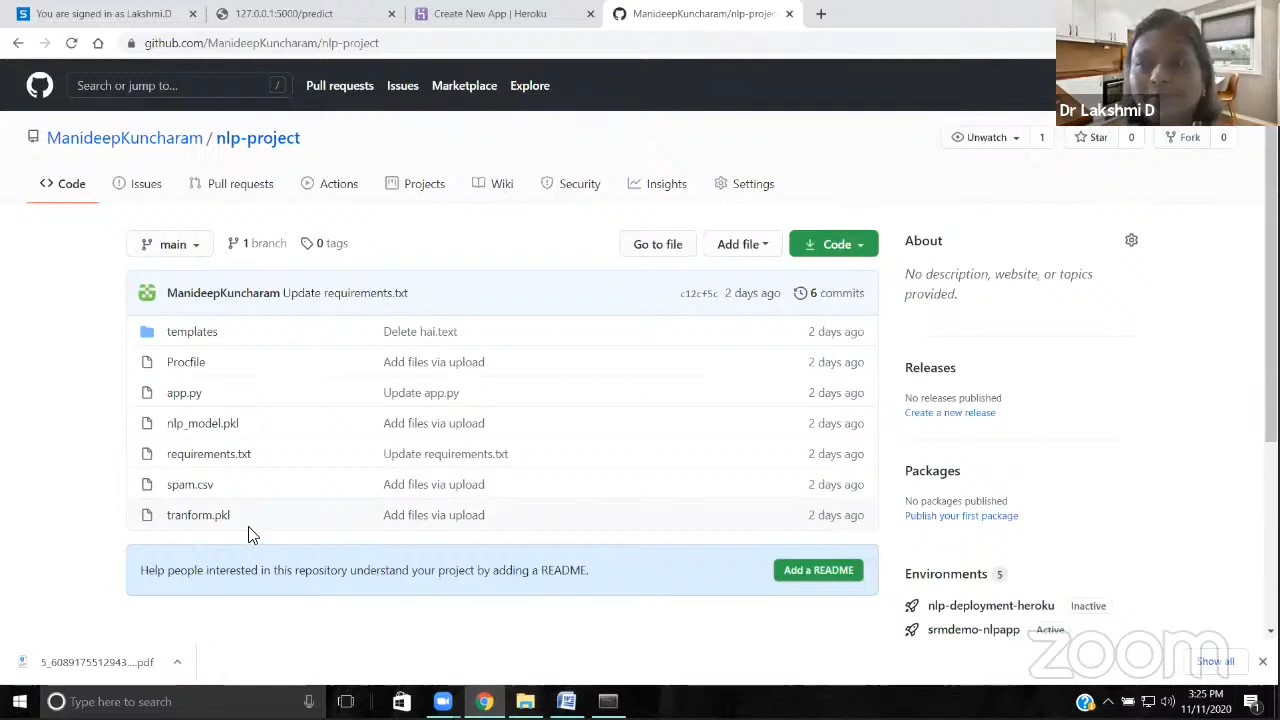 You are signed in as Kunchara
127.0.0.1:5000/predict
Create New App | Heroku
ManideepKuncharam/nlp-project
github.com/ManideepKuncharam/nlp-project
Dr Lakshmi D
Search or jump to...
/
Pull requests
Issues
Marketplace
Explore
ManideepKuncharam / nlp-project
Unwatch
1
Star
0
Fork
0
Code
Issues
Pull requests
Actions
Projects
Wiki
Security
Insights
Settings
main
1 branch
0 tags
Go to file
Add file
Code
About
No description, website, or topics
provided.
ManideepKuncharam Update requirements.txt
c12cf5c 2 days ago
6 commits
templates
Delete hai.text
2 days ago
Procfile
Add files via upload
2 days ago
app.py
Update app.py
2 days ago
nlp_model.pkl
Add files via upload
2 days ago
requirements.txt
Update requirements.txt
2 days ago
spam.csv
Add files via upload
2 days ago
tranform.pkl
Add files via upload
2 days ago
Releases
No releases published
Create a new release
Packages
No packages published
Publish your first package
Help people interested in this repository understand your project by adding a README.
Add a README
Environments 5
nlp-deployment-heroku
Inactive
srmdemo-nlpapp
Active
zoom
5_6089175512943....pdf
Show all
Type here to search
3:25 PM
11/11/2020
1